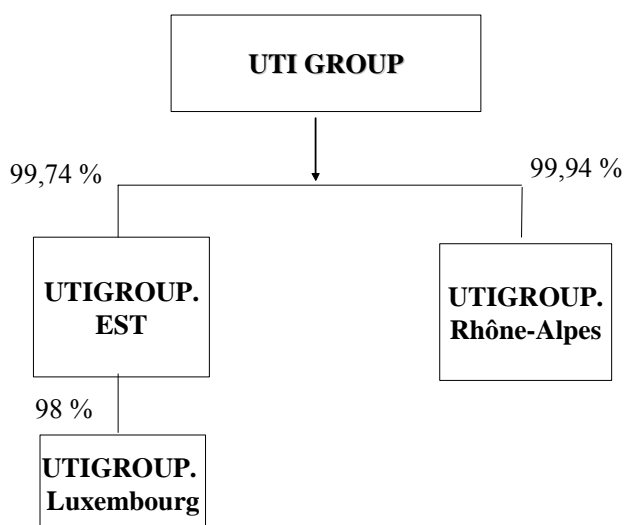 UTI GROUP
99,74 %
99,94 %
UTIGROUP.
EST
UTIGROUP.
Rhône-Alpes
98 %
UTIGROUP.
Luxembourg